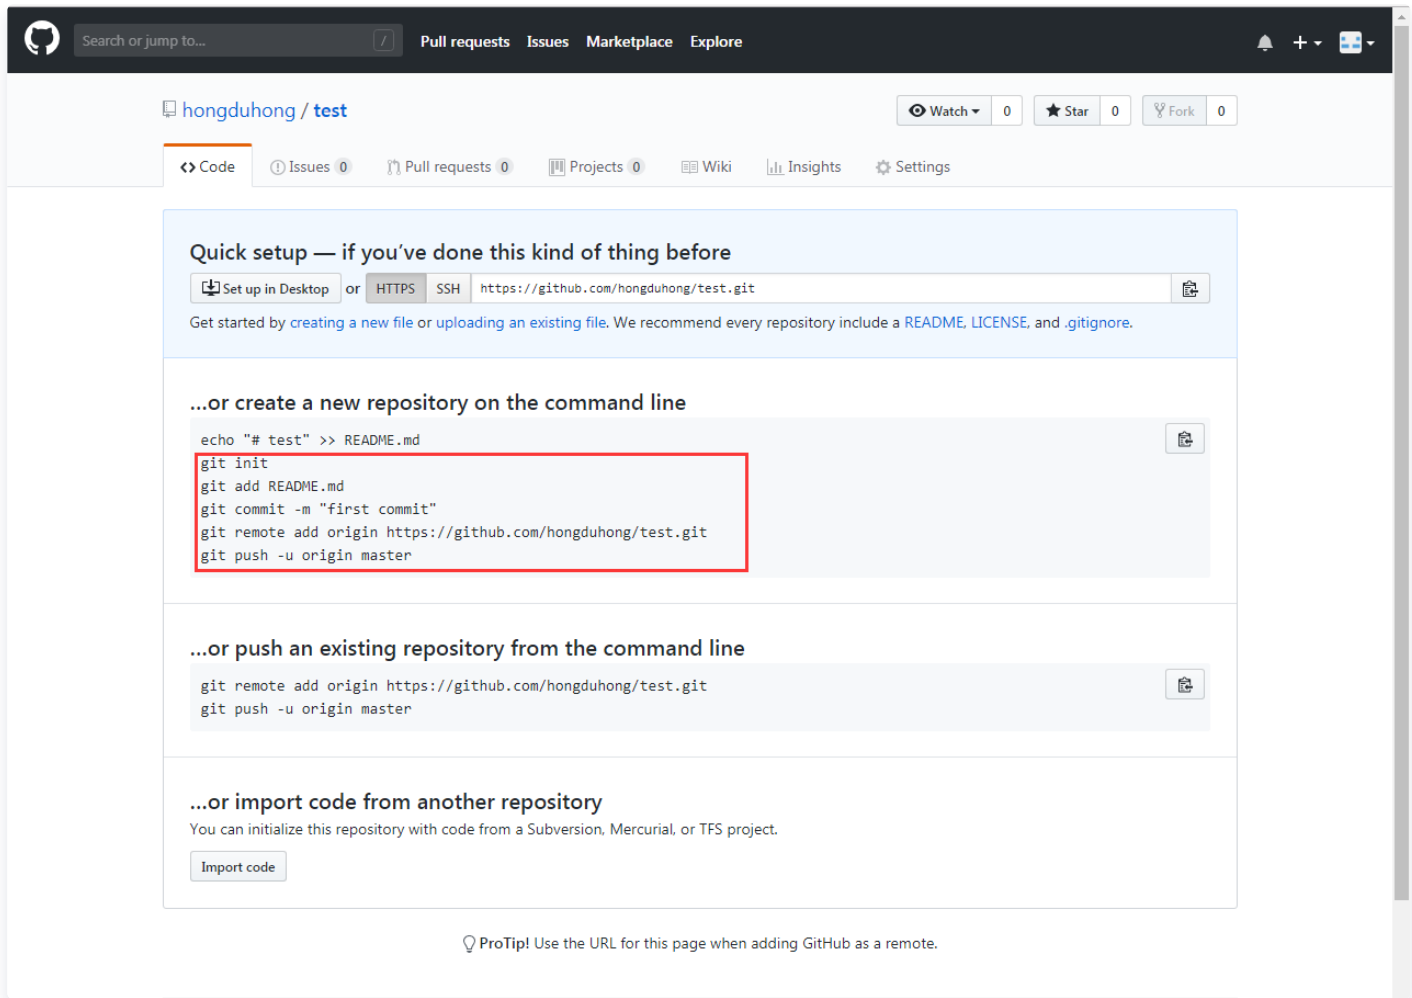 Search or jump to... / Pull requests Issues Marketplace Explore
hongduhong / test Watch 0 Star 0 Fork 0
Code Issues 0 Pull requests 0 Projects 0 Wiki Insights Settings
Quick setup — if you’ve done this kind of thing before
Set up in Desktop or HTTPS SSH https://github.com/hongduhong/test.git
Get started by creating a new file or uploading an existing file. We recommend every repository include a README, LICENSE, and .gitignore.
…or create a new repository on the command line
echo "# test" >> README.md
git init
git add README.md
git commit -m "first commit"
git remote add origin https://github.com/hongduhong/test.git
git push -u origin master
…or push an existing repository from the command line
git remote add origin https://github.com/hongduhong/test.git
git push -u origin master
…or import code from another repository
You can initialize this repository with code from a Subversion, Mercurial, or TFS project.
Import code
ProTip! Use the URL for this page when adding GitHub as a remote.